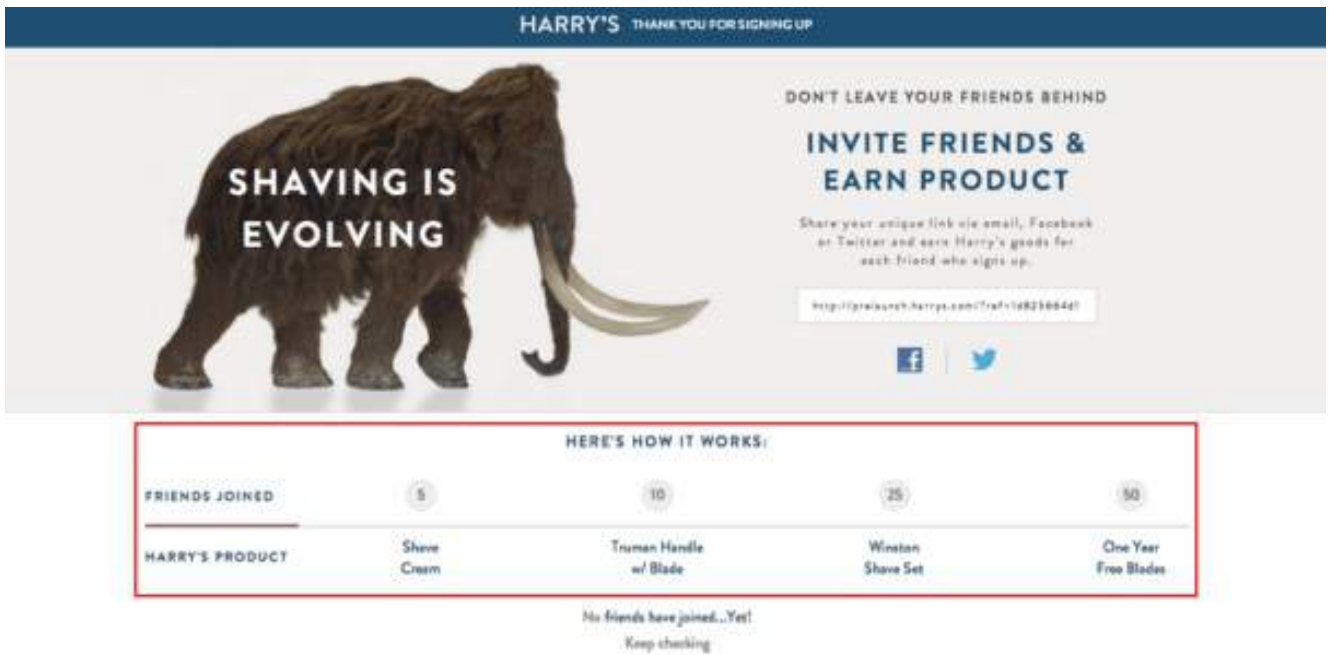 HARRY'S THANK YOU FOR SIGNING UP
SHAVING IS
EVOLVING
DON'T LEAVE YOUR FRIENDS BEHIND
INVITE FRIENDS &
EARN PRODUCT
Share your unique link via email, Facebook
or Twitter and earn Harry's goods for
each friend who signs up.
HERE'S HOW IT WORKS:
FRIENDS JOINED 5 10 25 50
HARRY'S PRODUCT
Shave
Cream
Truman Handle
w/ Blade
Winston
Shave Set
One Year
Free Blades
No friends have joined...Yet!
Keep checking